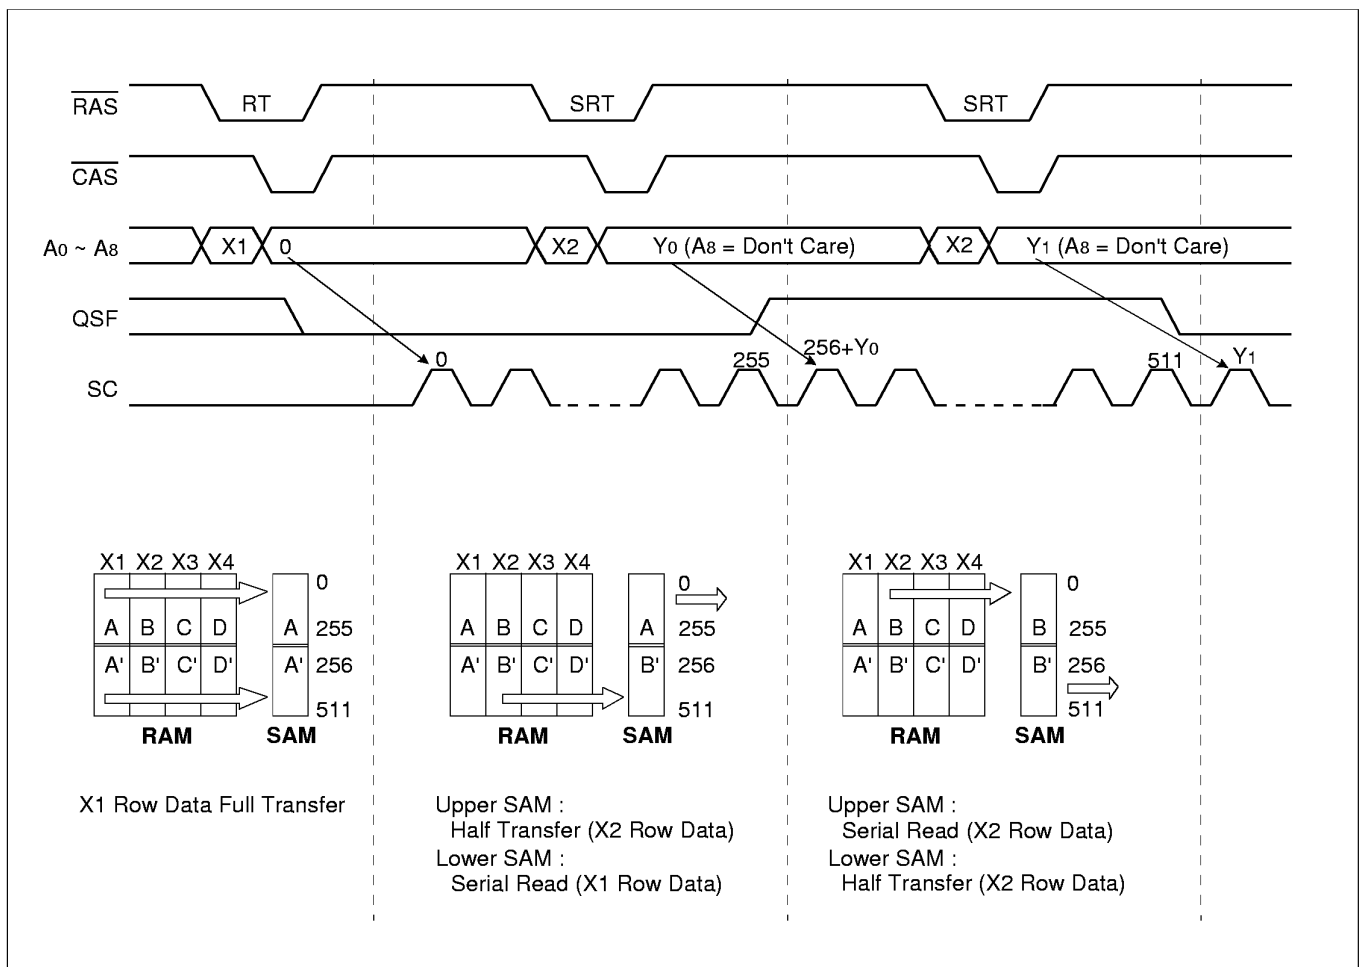 RAS RT SRT SRT
CAS
A0 ~ A8 X1 0 X2 Y0 (A8 = Don't Care) X2 Y1 (A8 = Don't Care)
QSF
SC 0 255 256+Y0 511 Y1
X1 X2 X3 X4
0
A B C D A 255
A' B' C' D' A' 256
511
RAM SAM
X1 Row Data Full Transfer
X1 X2 X3 X4
0
A B C D A 255
A' B' C' D' B' 256
511
RAM SAM
Upper SAM :
Half Transfer (X2 Row Data)
Lower SAM :
Serial Read (X1 Row Data)
X1 X2 X3 X4
0
A B C D B 255
A' B' C' D' B' 256
511
RAM SAM
Upper SAM :
Serial Read (X2 Row Data)
Lower SAM :
Half Transfer (X2 Row Data)